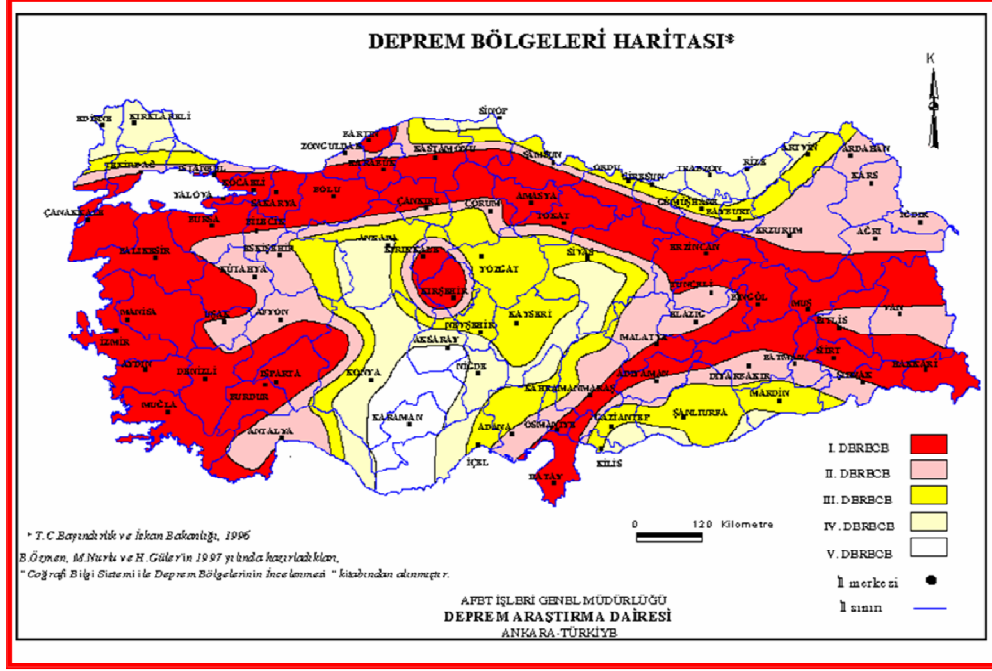 DEPREM BÖLGELERİ HARİTASI*
K
SİNOP
EDİRNE
KIRKLARELİ
BARTIN
ZONGULDAK
KASTAMONU
KARABÜK
TEKİRDAĞ
İSTANBUL
SAMSUN
ORDU
GİRESUN
TRABZON
RİZE
ARTVİN
ARDAHAN
KARS
KOCAELİ
YALOVA
SAKARYA
BOLU
ÇANKIRI
ÇORUM
AMASYA
TOKAT
GÜMÜŞHANE
BAYBURT
ÇANAKKALE
BURSA
BİLECİK
ERZURUM
IĞDIR
AĞRI
BALIKESİR
ESKİŞEHİR
ANKARA
KIRIKKALE
YOZGAT
SİVAS
ERZİNCAN
KÜTAHYA
KIRŞEHİR
TUNCELİ
BİNGÖL
MUŞ
VAN
MANİSA
UŞAK
AFYON
NEVŞEHİR
KAYSERİ
ELAZIĞ
BİTLİS
İZMİR
AKSARAY
MALATYA
AYDIN
DENİZLİ
ISPARTA
KONYA
NİĞDE
KAHRAMANMARAŞ
ADIYAMAN
DİYARBAKIR
BATMAN
SİİRT
ŞIRNAK
HAKKARİ
MUĞLA
BURDUR
KARAMAN
MARDİN
ANTALYA
ADANA
OSMANİYE
GAZİANTEP
ŞANLIURFA
İÇEL
KİLİS
HATAY
I. DERECE
II. DERECE
III. DERECE
IV. DERECE
V. DERECE
İl merkezi
İl sınırı
0 120 Kilometre
* T.C.Bayındırlık ve İskan Bakanlığı, 1996
B.Özmen, M.Nurlu ve H.Güler'in 1997 yılında hazırladıkları,
" Coğrafi Bilgi Sistemi ile Deprem Bölgelerinin İncelenmesi " kitabından alınmıştır.
AFET İŞLERİ GENEL MÜDÜRLÜĞÜ
DEPREM ARAŞTIRMA DAİRESİ
ANKARA-TÜRKİYE